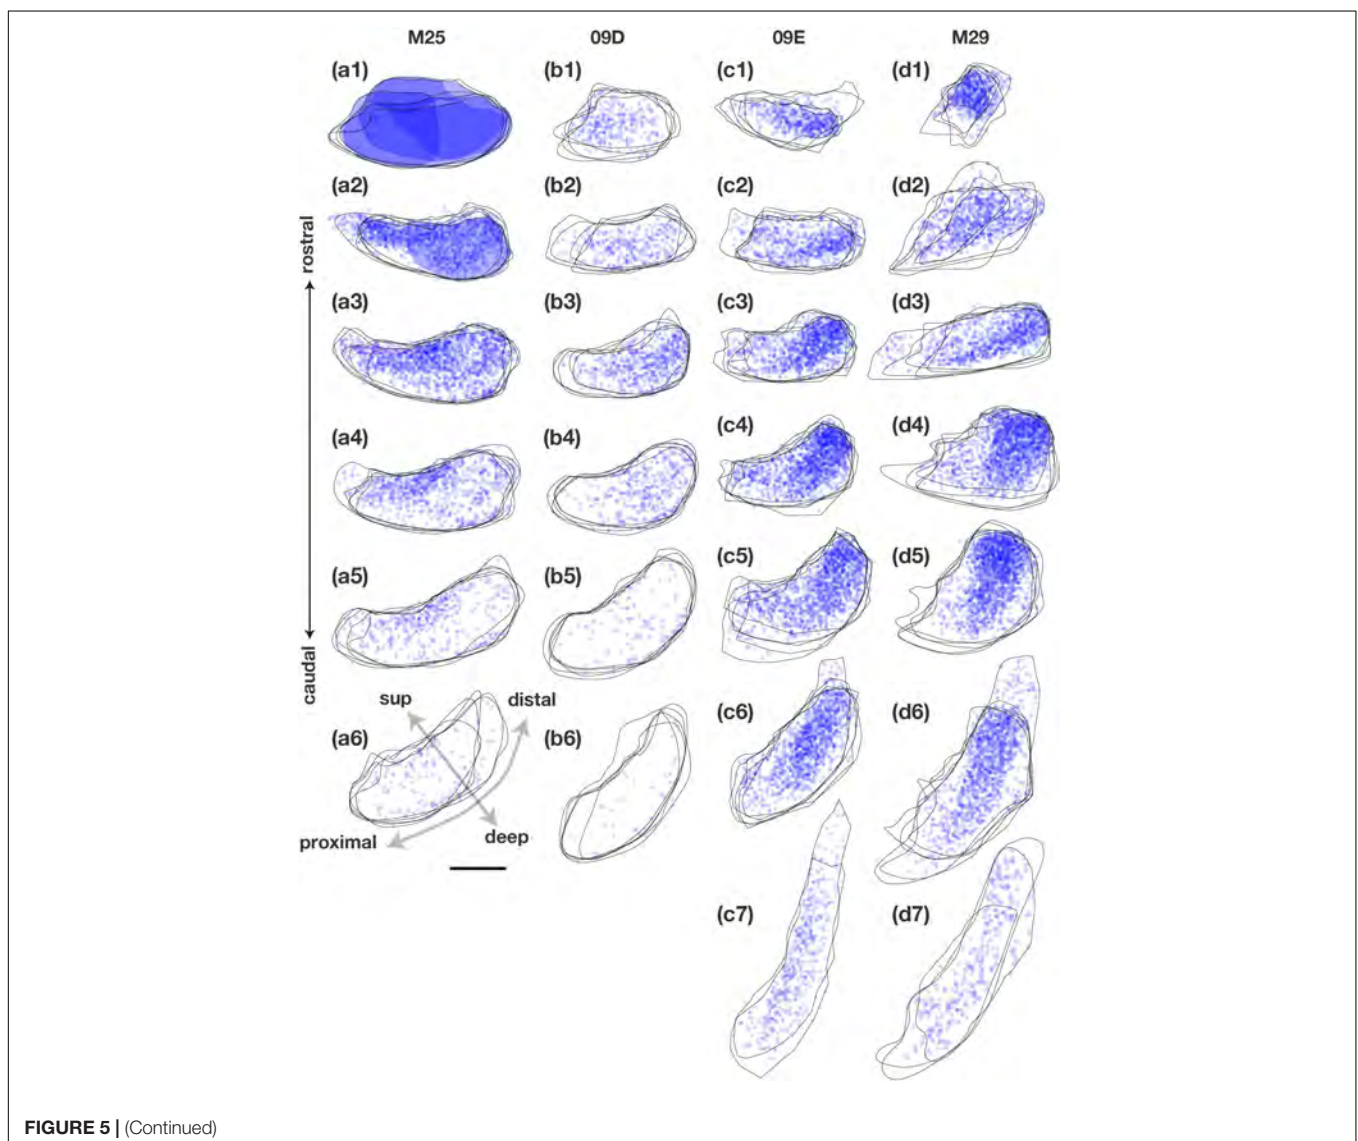 M25 09D 09E M29
(a1) (b1) (c1) (d1)
(a2) (b2) (c2) (d2)
rostral
(a3) (b3) (c3) (d3)
(a4) (b4) (c4) (d4)
(a5) (b5) (c5) (d5)
caudal
sup distal
(a6) (b6) (c6) (d6)
proximal deep
(c7) (d7)
FIGURE 5 | (Continued)